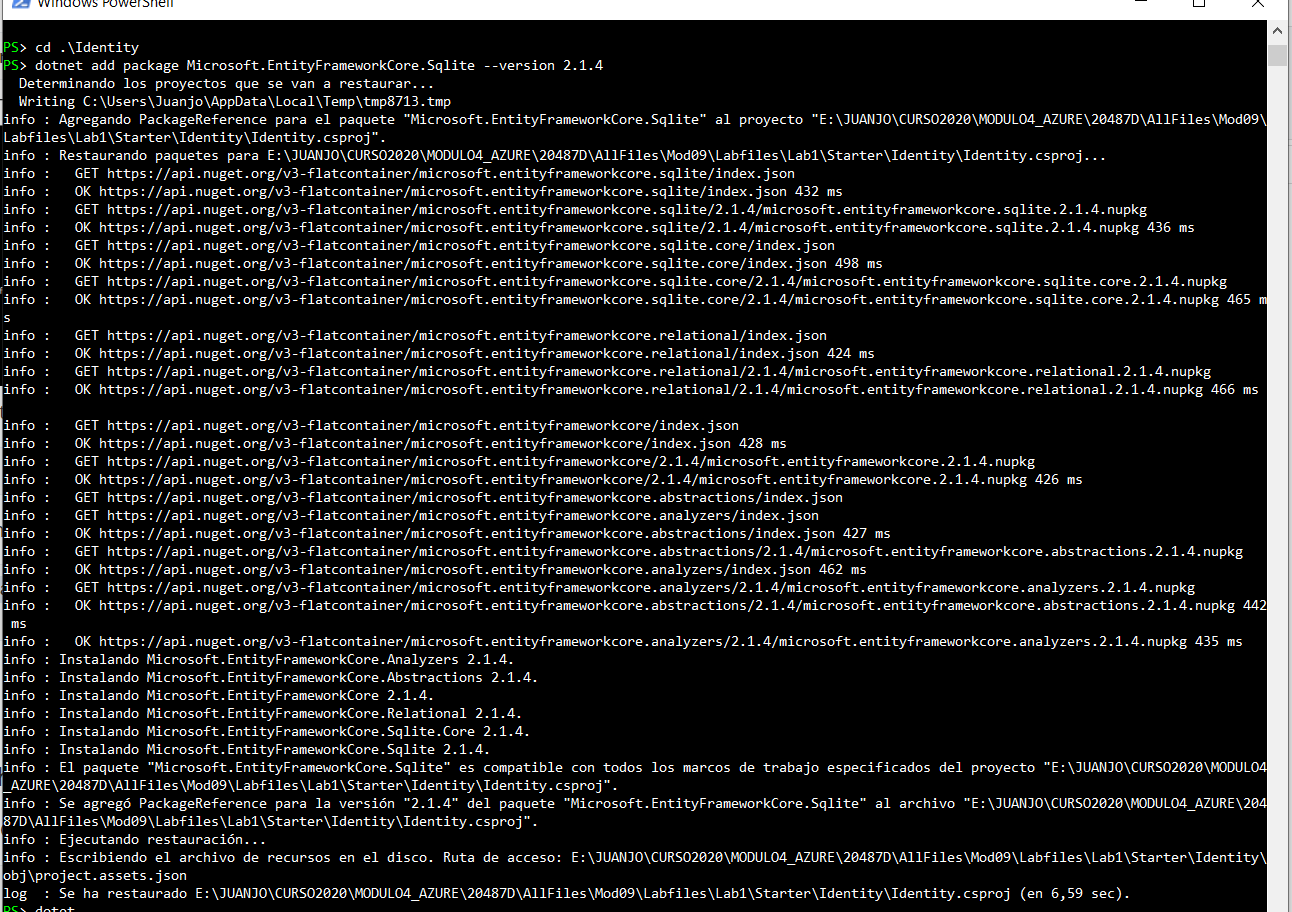 Windows PowerShell
PS> cd .\Identity
PS> dotnet add package Microsoft.EntityFrameworkCore.Sqlite --version 2.1.4
  Determinando los proyectos que se van a restaurar...
  Writing C:\Users\Juanjo\AppData\Local\Temp\tmp8713.tmp
info : Agregando PackageReference para el paquete "Microsoft.EntityFrameworkCore.Sqlite" al proyecto "E:\JUANJO\CURSO2020\MODULO4_AZURE\20487D\AllFiles\Mod09\
Labfiles\Lab1\Starter\Identity\Identity.csproj".
info : Restaurando paquetes para E:\JUANJO\CURSO2020\MODULO4_AZURE\20487D\AllFiles\Mod09\Labfiles\Lab1\Starter\Identity\Identity.csproj...
info :   GET https://api.nuget.org/v3-flatcontainer/microsoft.entityframeworkcore.sqlite/index.json
info :   OK https://api.nuget.org/v3-flatcontainer/microsoft.entityframeworkcore.sqlite/index.json 432 ms
info :   GET https://api.nuget.org/v3-flatcontainer/microsoft.entityframeworkcore.sqlite/2.1.4/microsoft.entityframeworkcore.sqlite.2.1.4.nupkg
info :   OK https://api.nuget.org/v3-flatcontainer/microsoft.entityframeworkcore.sqlite/2.1.4/microsoft.entityframeworkcore.sqlite.2.1.4.nupkg 436 ms
info :   GET https://api.nuget.org/v3-flatcontainer/microsoft.entityframeworkcore.sqlite.core/index.json
info :   OK https://api.nuget.org/v3-flatcontainer/microsoft.entityframeworkcore.sqlite.core/index.json 498 ms
info :   GET https://api.nuget.org/v3-flatcontainer/microsoft.entityframeworkcore.sqlite.core/2.1.4/microsoft.entityframeworkcore.sqlite.core.2.1.4.nupkg
info :   OK https://api.nuget.org/v3-flatcontainer/microsoft.entityframeworkcore.sqlite.core/2.1.4/microsoft.entityframeworkcore.sqlite.core.2.1.4.nupkg 465 m
s
info :   GET https://api.nuget.org/v3-flatcontainer/microsoft.entityframeworkcore.relational/index.json
info :   OK https://api.nuget.org/v3-flatcontainer/microsoft.entityframeworkcore.relational/index.json 424 ms
info :   GET https://api.nuget.org/v3-flatcontainer/microsoft.entityframeworkcore.relational/2.1.4/microsoft.entityframeworkcore.relational.2.1.4.nupkg
info :   OK https://api.nuget.org/v3-flatcontainer/microsoft.entityframeworkcore.relational/2.1.4/microsoft.entityframeworkcore.relational.2.1.4.nupkg 466 ms
info :   GET https://api.nuget.org/v3-flatcontainer/microsoft.entityframeworkcore/index.json
info :   OK https://api.nuget.org/v3-flatcontainer/microsoft.entityframeworkcore/index.json 428 ms
info :   GET https://api.nuget.org/v3-flatcontainer/microsoft.entityframeworkcore/2.1.4/microsoft.entityframeworkcore.2.1.4.nupkg
info :   OK https://api.nuget.org/v3-flatcontainer/microsoft.entityframeworkcore/2.1.4/microsoft.entityframeworkcore.2.1.4.nupkg 426 ms
info :   GET https://api.nuget.org/v3-flatcontainer/microsoft.entityframeworkcore.abstractions/index.json
info :   GET https://api.nuget.org/v3-flatcontainer/microsoft.entityframeworkcore.analyzers/index.json
info :   OK https://api.nuget.org/v3-flatcontainer/microsoft.entityframeworkcore.abstractions/index.json 427 ms
info :   GET https://api.nuget.org/v3-flatcontainer/microsoft.entityframeworkcore.abstractions/2.1.4/microsoft.entityframeworkcore.abstractions.2.1.4.nupkg
info :   OK https://api.nuget.org/v3-flatcontainer/microsoft.entityframeworkcore.analyzers/index.json 462 ms
info :   GET https://api.nuget.org/v3-flatcontainer/microsoft.entityframeworkcore.analyzers/2.1.4/microsoft.entityframeworkcore.analyzers.2.1.4.nupkg
info :   OK https://api.nuget.org/v3-flatcontainer/microsoft.entityframeworkcore.abstractions/2.1.4/microsoft.entityframeworkcore.abstractions.2.1.4.nupkg 442
 ms
info :   OK https://api.nuget.org/v3-flatcontainer/microsoft.entityframeworkcore.analyzers/2.1.4/microsoft.entityframeworkcore.analyzers.2.1.4.nupkg 435 ms
info : Instalando Microsoft.EntityFrameworkCore.Analyzers 2.1.4.
info : Instalando Microsoft.EntityFrameworkCore.Abstractions 2.1.4.
info : Instalando Microsoft.EntityFrameworkCore 2.1.4.
info : Instalando Microsoft.EntityFrameworkCore.Relational 2.1.4.
info : Instalando Microsoft.EntityFrameworkCore.Sqlite.Core 2.1.4.
info : Instalando Microsoft.EntityFrameworkCore.Sqlite 2.1.4.
info : El paquete "Microsoft.EntityFrameworkCore.Sqlite" es compatible con todos los marcos de trabajo especificados del proyecto "E:\JUANJO\CURSO2020\MODULO4
_AZURE\20487D\AllFiles\Mod09\Labfiles\Lab1\Starter\Identity\Identity.csproj".
info : Se agregó PackageReference para la versión "2.1.4" del paquete "Microsoft.EntityFrameworkCore.Sqlite" al archivo "E:\JUANJO\CURSO2020\MODULO4_AZURE\204
87D\AllFiles\Mod09\Labfiles\Lab1\Starter\Identity\Identity.csproj".
info : Ejecutando restauración...
info : Escribiendo el archivo de recursos en el disco. Ruta de acceso: E:\JUANJO\CURSO2020\MODULO4_AZURE\20487D\AllFiles\Mod09\Labfiles\Lab1\Starter\Identity\
obj\project.assets.json
log  : Se ha restaurado E:\JUANJO\CURSO2020\MODULO4_AZURE\20487D\AllFiles\Mod09\Labfiles\Lab1\Starter\Identity\Identity.csproj (en 6,59 sec).
PS> dotet